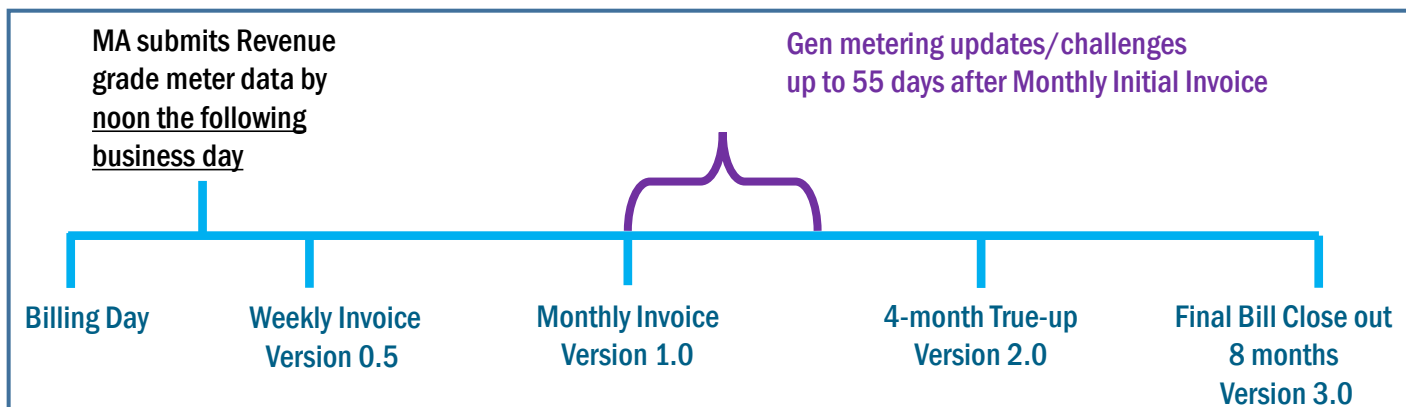 MA submits Revenue
grade meter data by
noon the following
business day
Gen metering updates/challenges
up to 55 days after Monthly Initial Invoice
Billing Day
Weekly Invoice
Version 0.5
Monthly Invoice
Version 1.0
4-month True-up
Version 2.0
Final Bill Close out
8 months
Version 3.0